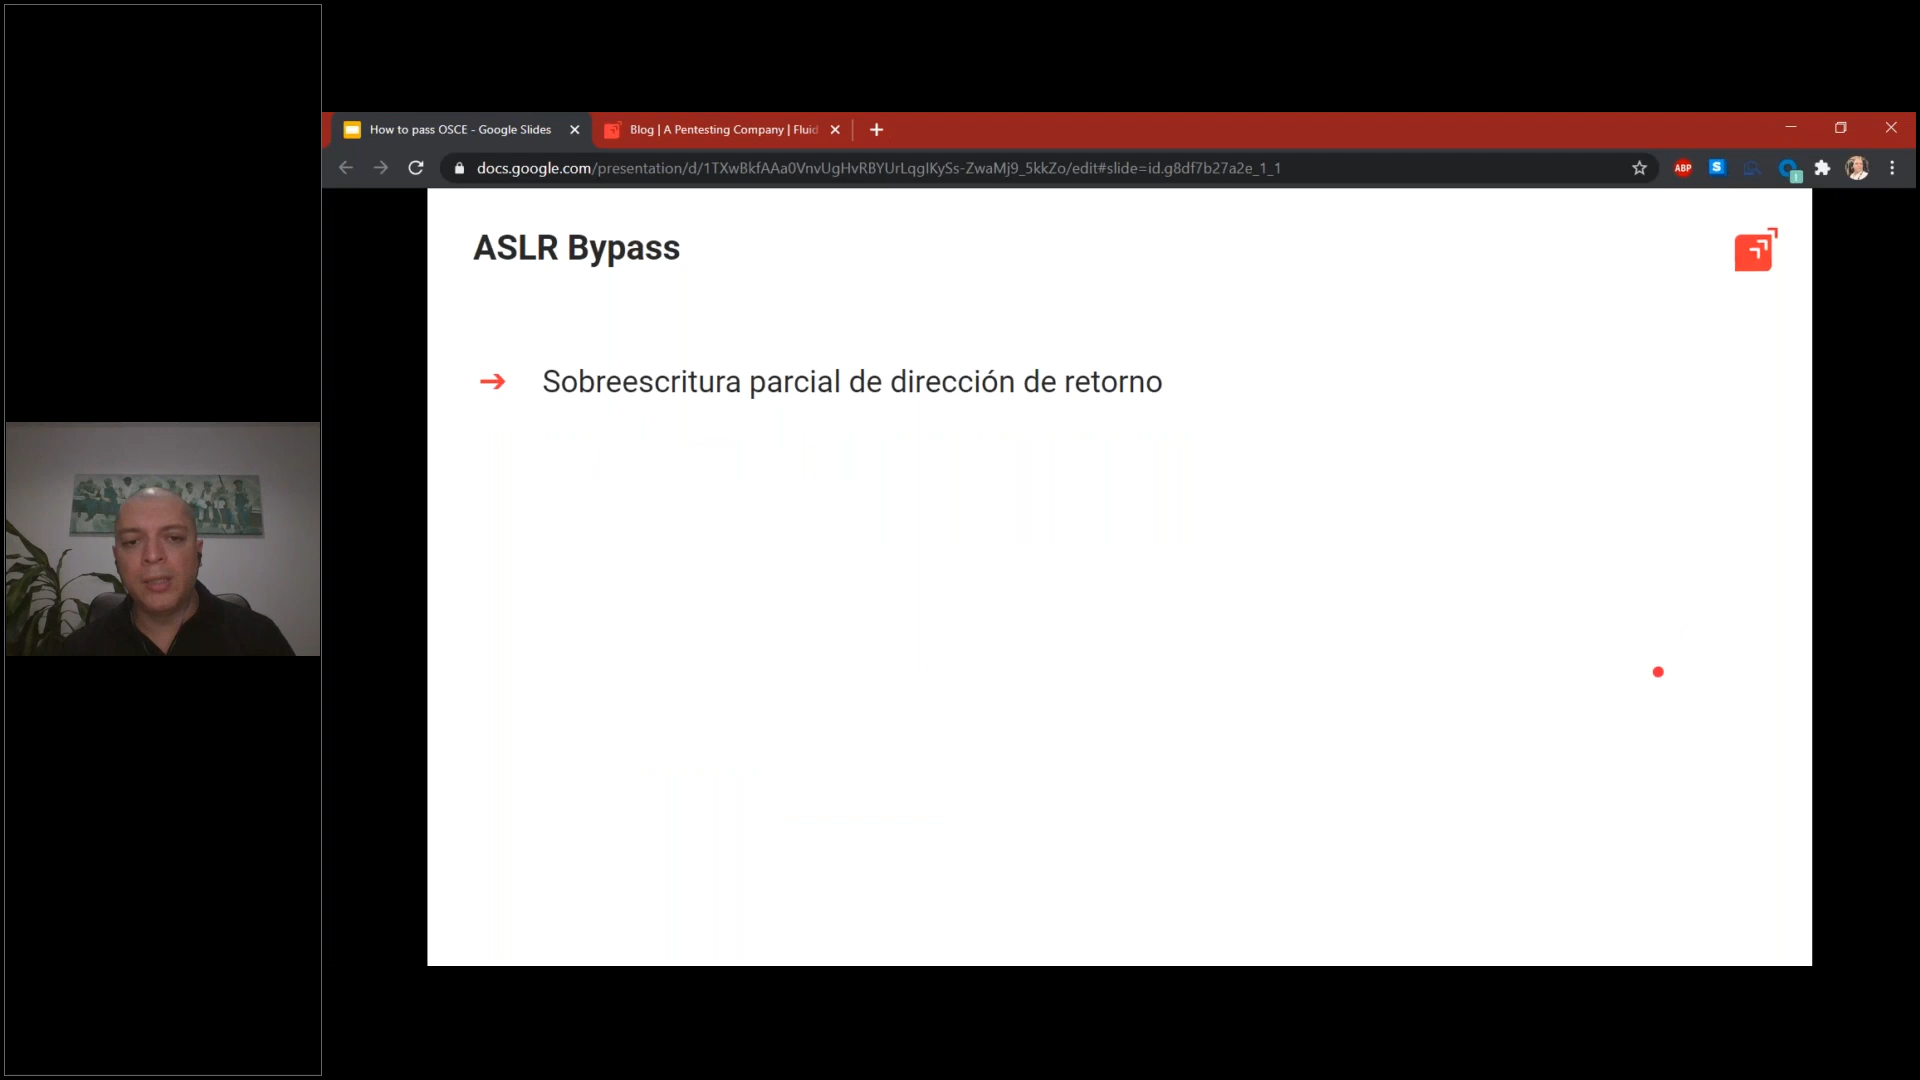 How to pass OSCE - Google Slides
Blog | A Pentesting Company | Fluid
docs.google.com/presentation/d/1TXwBkfAAa0VnvUgHvRBYUrLqgIKySs-ZwaMj9_5kkZo/edit#slide=id.g8df7b27a2e_1_1
ABP
S
ASLR Bypass
➔ Sobreescritura parcial de dirección de retorno